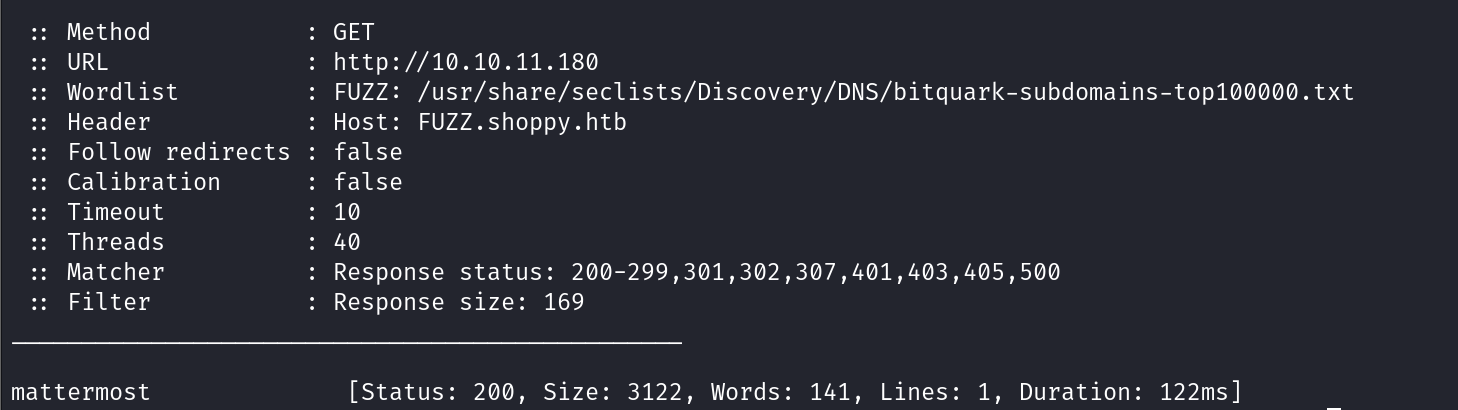 :: Method : GET
:: URL : http://10.10.11.180
:: Wordlist : FUZZ: /usr/share/seclists/Discovery/DNS/bitquark-subdomains-top100000.txt
:: Header : Host: FUZZ.shoppy.htb
:: Follow redirects : false
:: Calibration : false
:: Timeout : 10
:: Threads : 40
:: Matcher : Response status: 200-299,301,302,307,401,403,405,500
:: Filter : Response size: 169
________________________________________________
mattermost [Status: 200, Size: 3122, Words: 141, Lines: 1, Duration: 122ms]